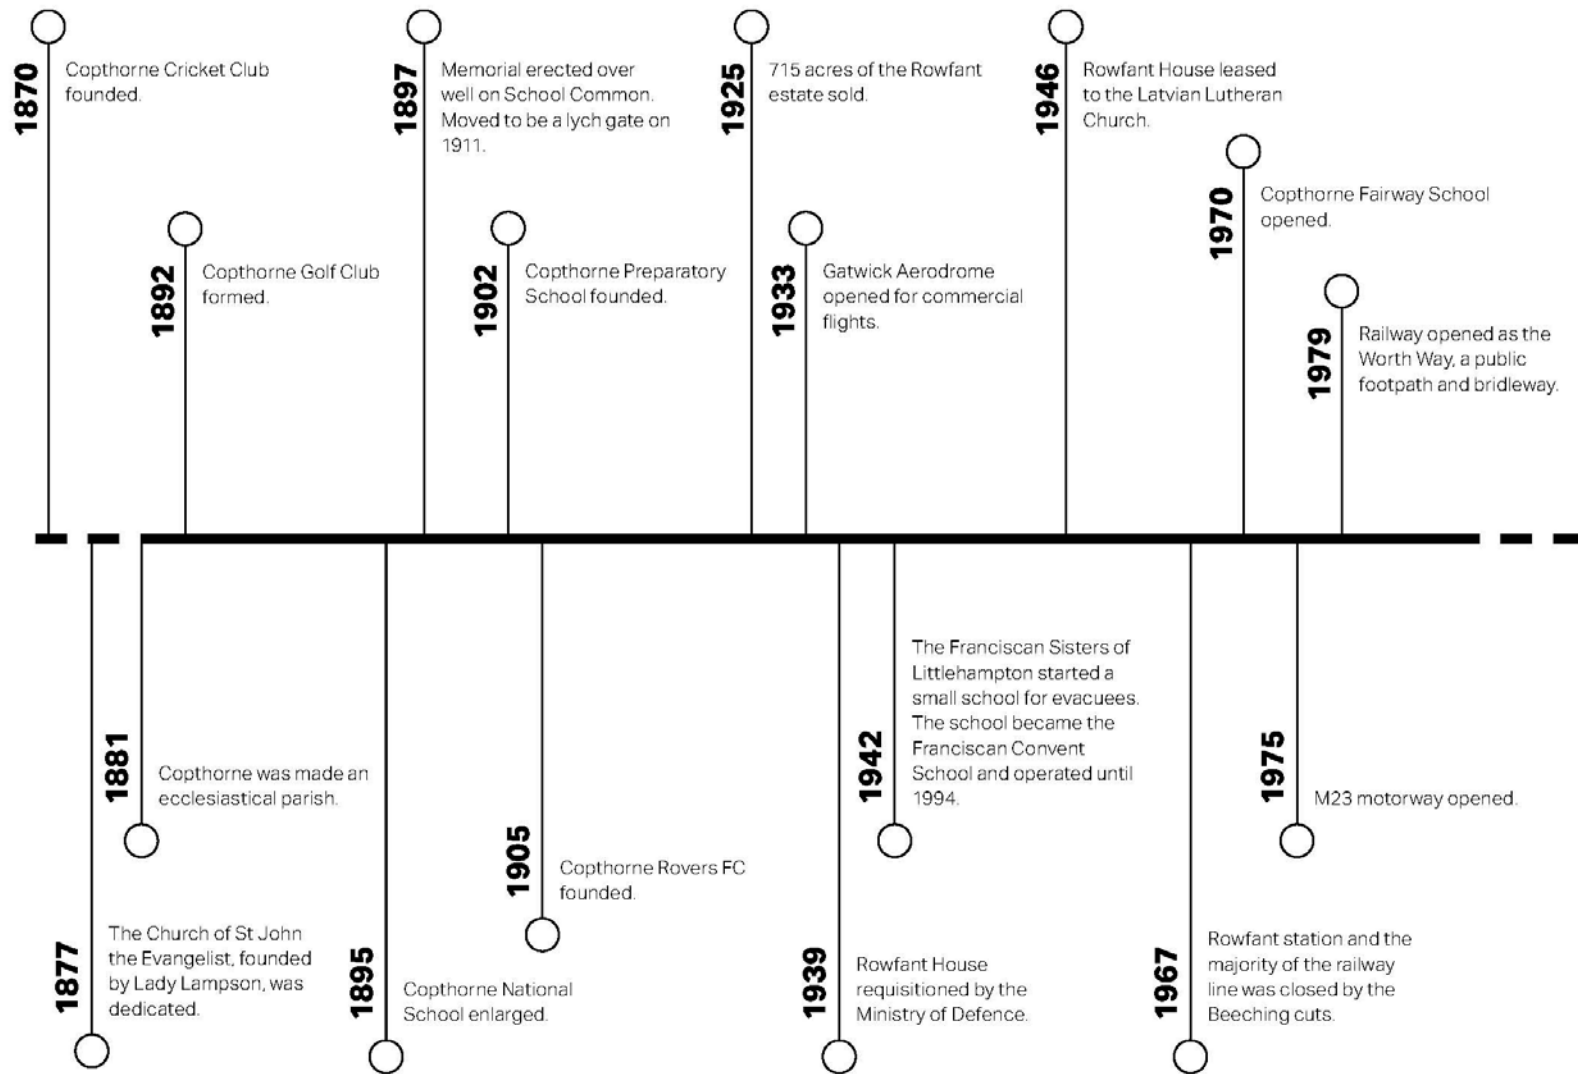 1870
Copthorne Cricket Club
founded.
1897
Memorial erected over
well on School Common.
Moved to be a lych gate on
1911.
1925
715 acres of the Rowfant
estate sold.
1946
Rowfant House leased
to the Latvian Lutheran
Church.
1970
Copthorne Fairway School
opened.
1892
Copthorne Golf Club
formed.
1902
Copthorne Preparatory
School founded.
1933
Gatwick Aerodrome
opened for commercial
flights.
1979
Railway opened as the
Worth Way, a public
footpath and bridleway.
1881
Copthorne was made an
ecclesiastical parish.
1942
The Franciscan Sisters of
Littlehampton started a
small school for evacuees.
The school became the
Franciscan Convent
School and operated until
1994.
1975
M23 motorway opened.
1905
Copthorne Rovers FC
founded.
1877
The Church of St John
the Evangelist, founded
by Lady Lampson, was
dedicated.
1895
Copthorne National
School enlarged.
1939
Rowfant House
requisitioned by the
Ministry of Defence.
1967
Rowfant station and the
majority of the railway
line was closed by the
Beeching cuts.